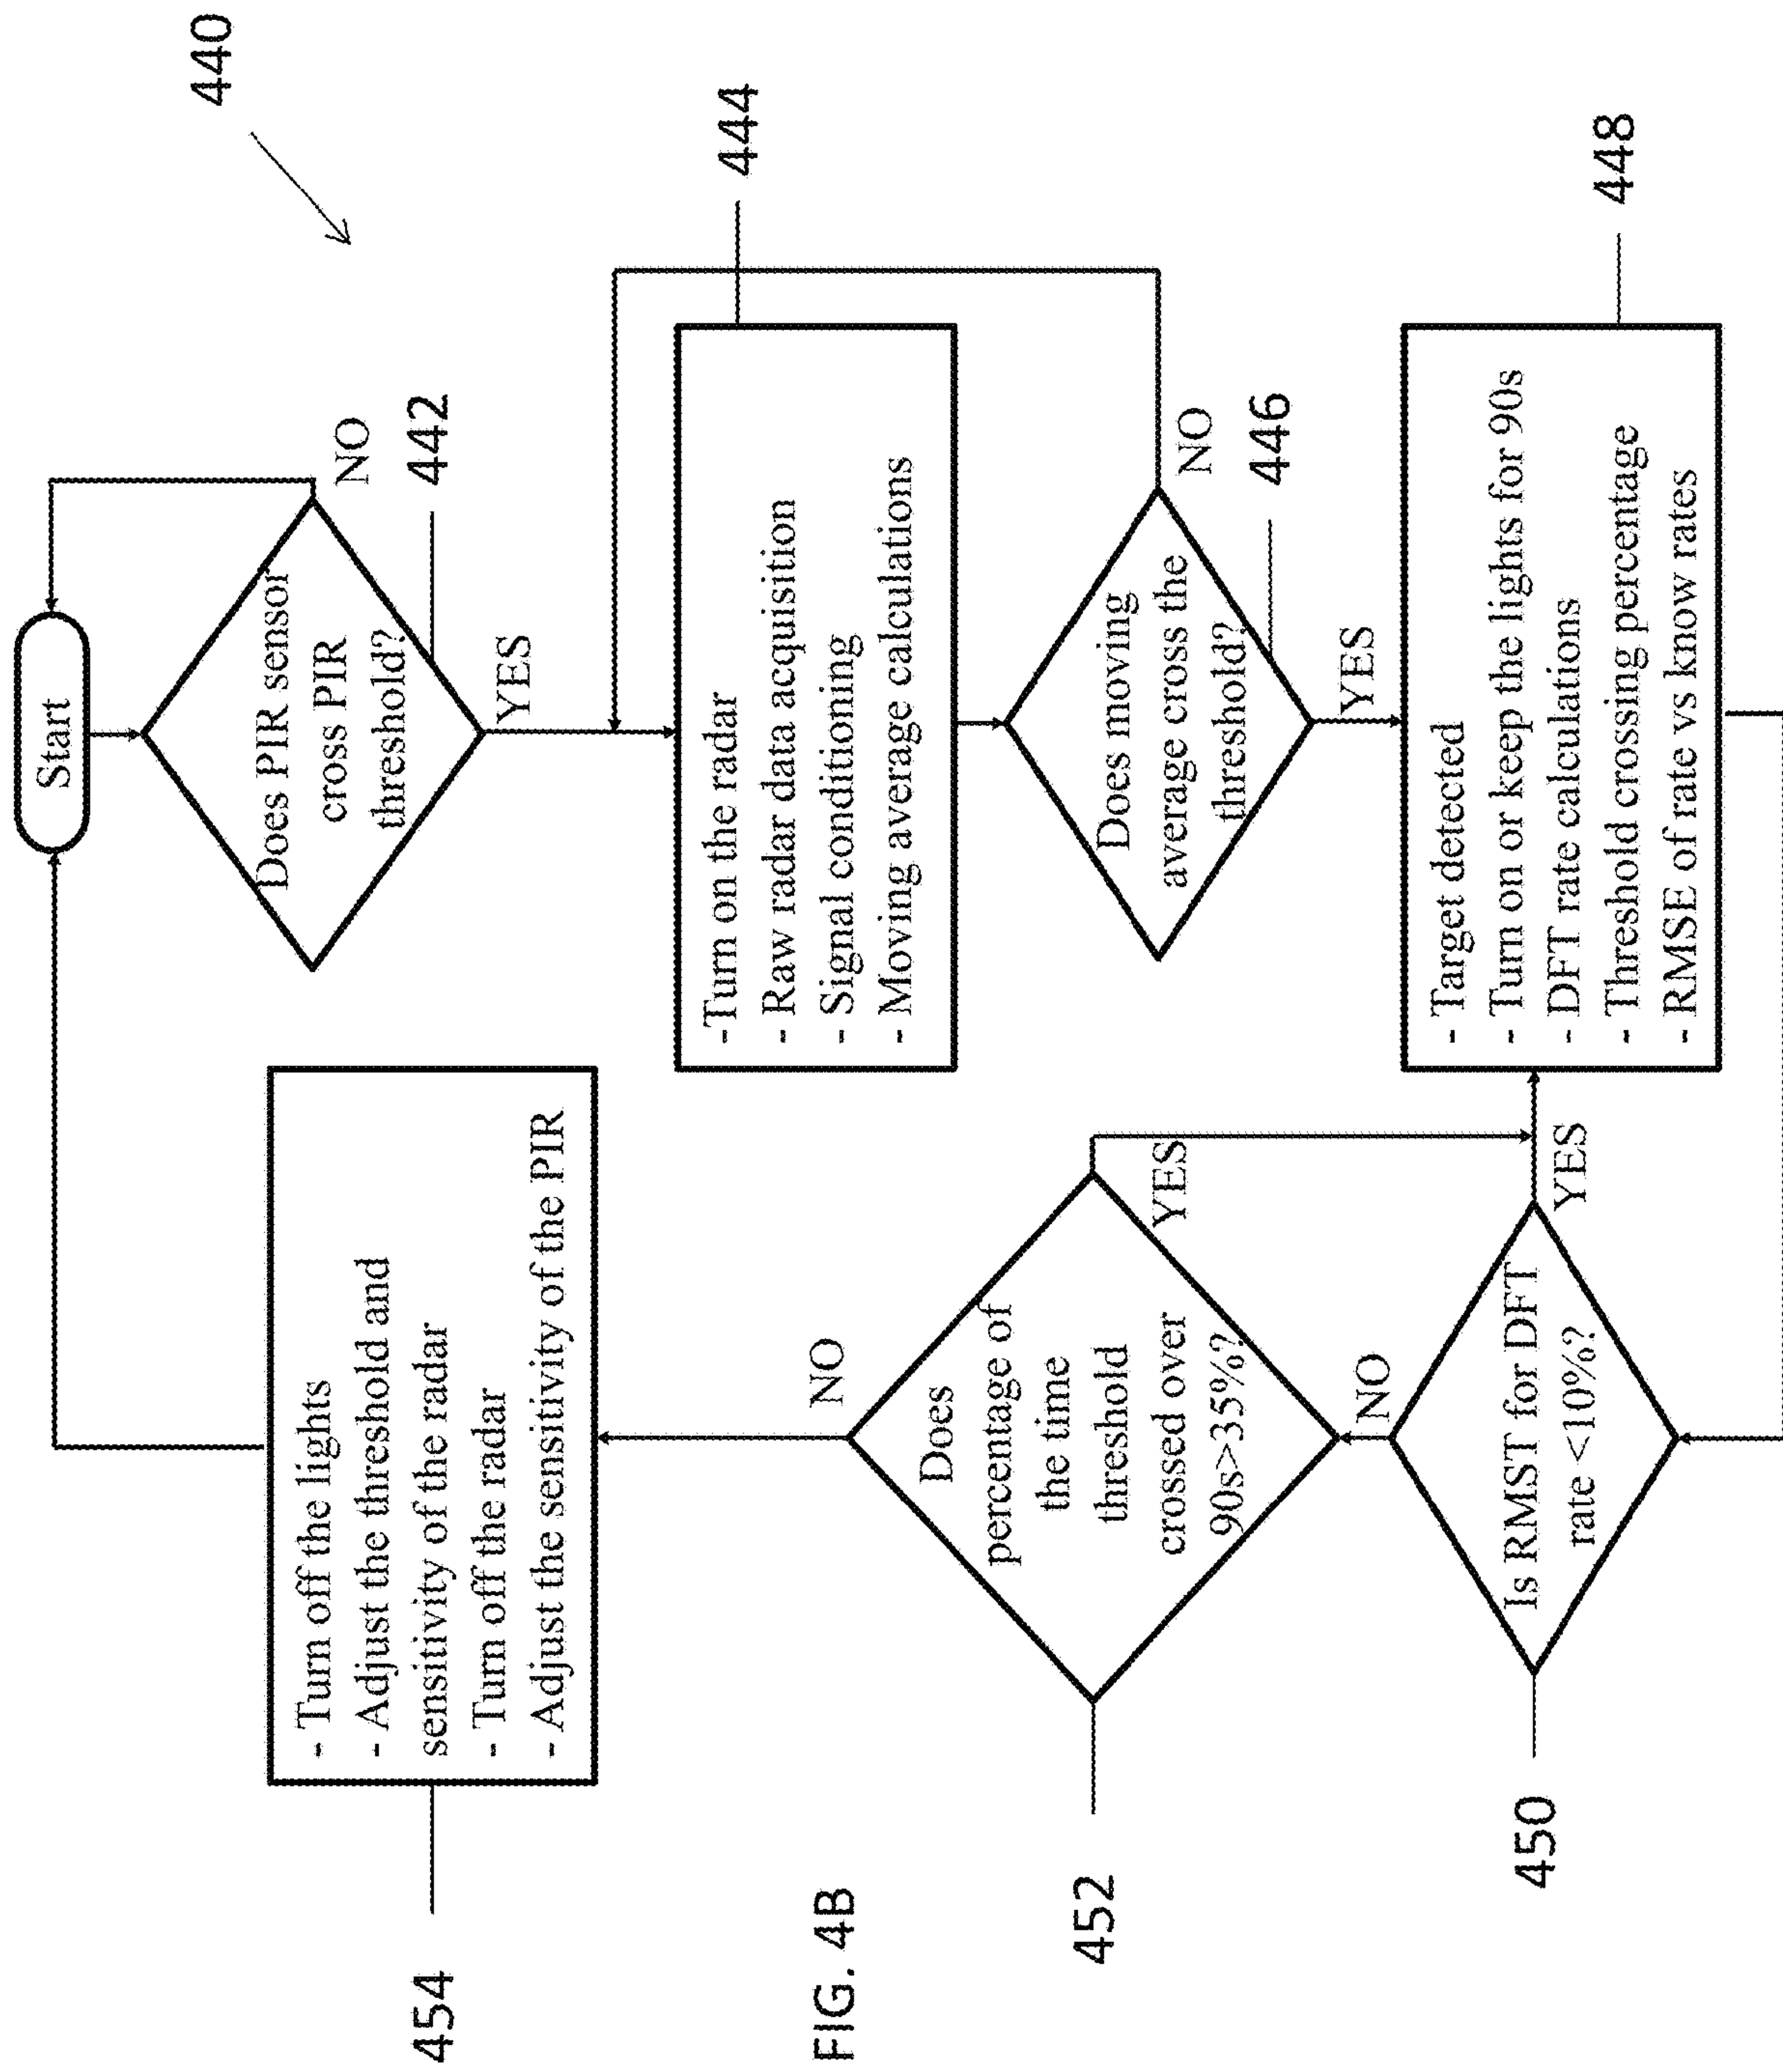 440
Start
Does PIR sensor
cross PIR
threshold?
NO
442
YES
- Turn on the radar
- Raw radar data acquisition
- Signal conditioning
- Moving average calculations
444
Does moving
average cross the
threshold?
NO
446
YES
- Target detected
- Turn on or keep the lights for 90s
- DFT rate calculations
- Threshold crossing percentage
- RMSE of rate vs know rates
448
Is RMST for DFT
rate <10%?
YES
NO
450
Does
percentage of
the time
threshold
crossed over
90s>35%?
YES
NO
452
- Turn off the lights
- Adjust the threshold and
sensitivity of the radar
- Turn off the radar
- Adjust the sensitivity of the PIR
454
FIG. 4B